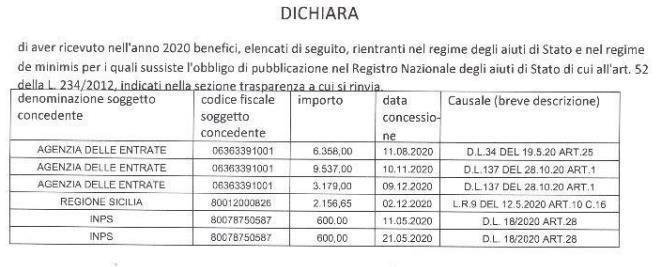 DICHIARA
di aver ricevuto nell'anno 2020 benefici, elencati di seguito, rientranti nel regime degli aiuti di Stato e nel regime
de minimis per i quali sussiste l'obbligo di pubblicazione nel Registro Nazionale degli aiuti di Stato di cui all'art. 52
della L. 234/2012, indicati nella sezione trasparenza a cui si rinvia.
denominazione soggetto concedente codice fiscale soggetto concedente importo data concessio-ne Causale (breve descrizione)
AGENZIA DELLE ENTRATE 06363391001 6.358,00 11.08.2020 D.L.34 DEL 19.5.20 ART.25
AGENZIA DELLE ENTRATE 06363391001 9.537,00 10.11.2020 D.L.137 DEL 28.10.20 ART.1
AGENZIA DELLE ENTRATE 06363391001 3.179,00 09.12.2020 D.L.137 DEL 28.10.20 ART.1
REGIONE SICILIA 80012000826 2.156,65 02.12.2020 L.R.9 DEL 12.5.2020 ART.10 C.16
INPS 80078750587 600,00 11.05.2020 D.L. 18/2020 ART.28
INPS 80078750587 600,00 21.05.2020 D.L. 18/2020 ART.28